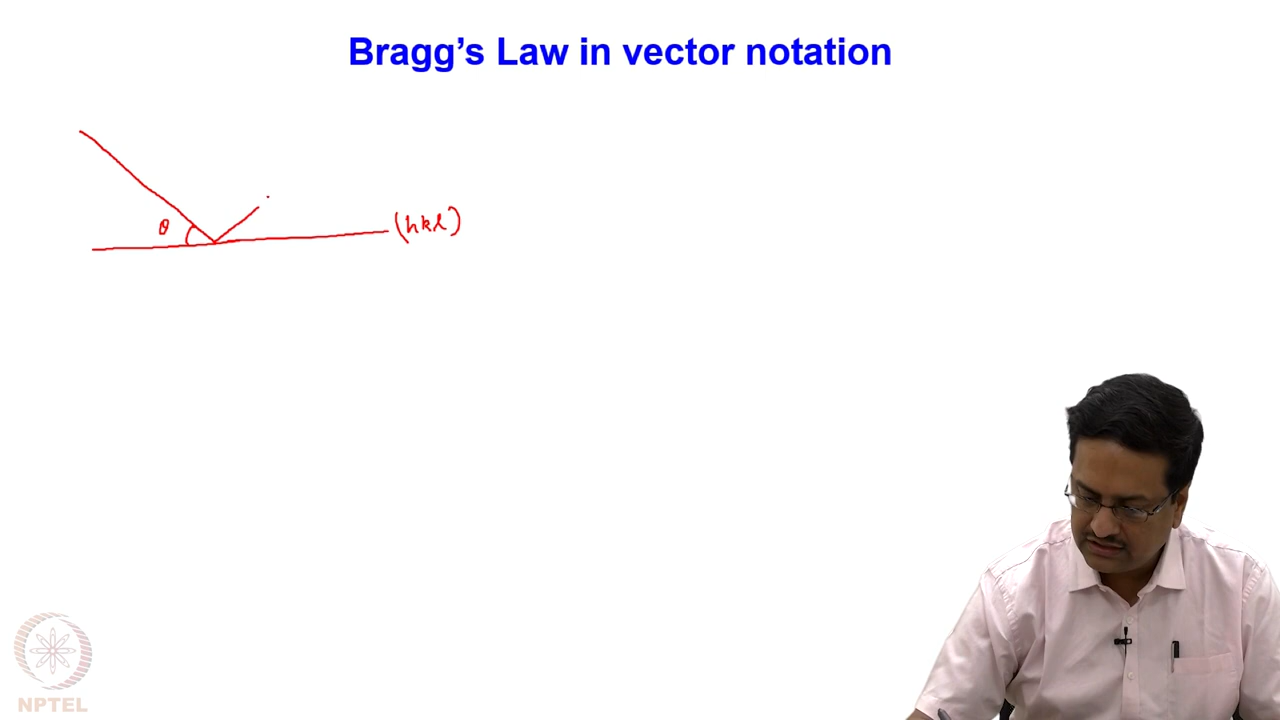 Bragg's Law in vector notation
θ
(hkl)
NPTEL